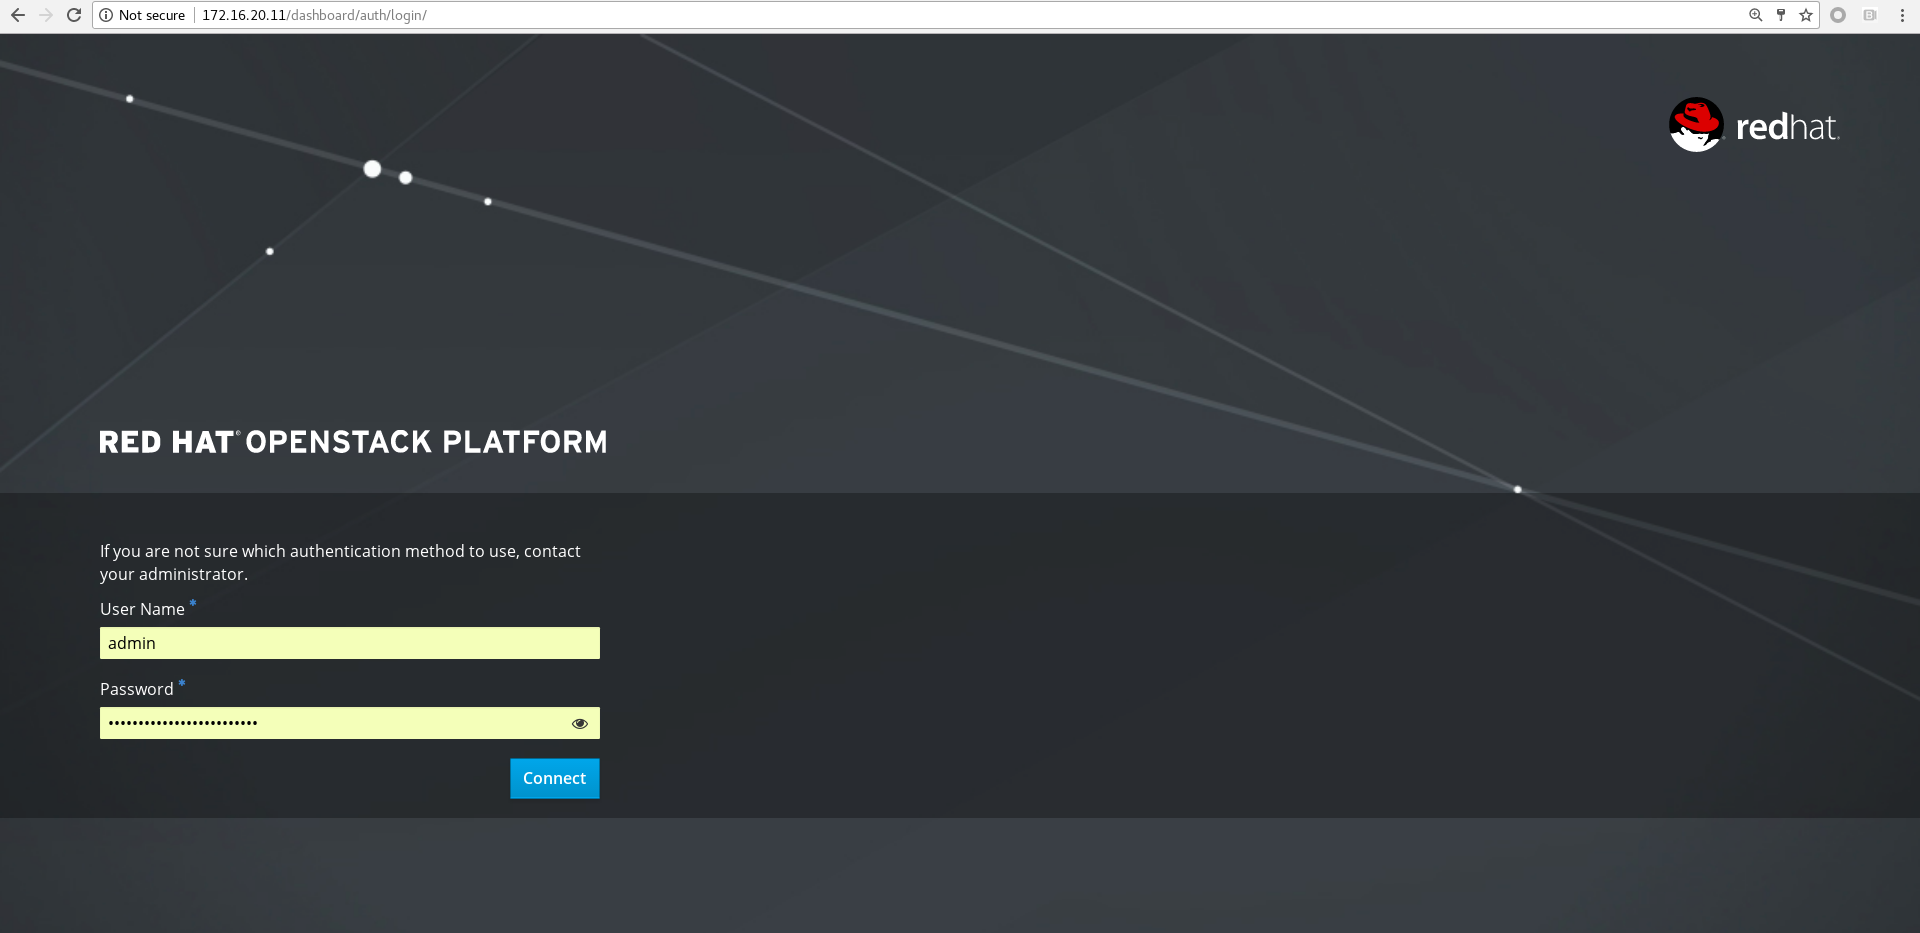 Not secure 172.16.20.11/dashboard/auth/login/
redhat.
RED HAT® OPENSTACK PLATFORM
If you are not sure which authentication method to use, contact
your administrator.
User Name *
admin
Password *
•••••••••••••••••••••••••
Connect